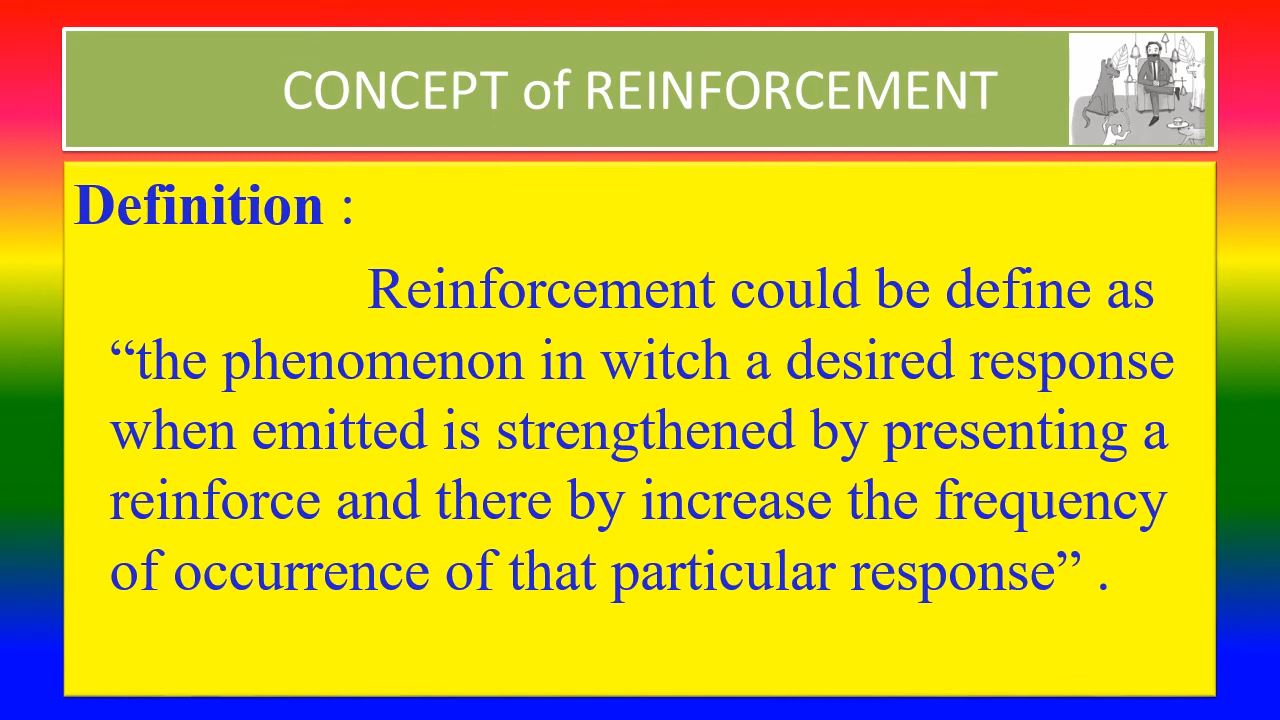 CONCEPT of REINFORCEMENT
Definition :
Reinforcement could be define as
“the phenomenon in witch a desired response
when emitted is strengthened by presenting a
reinforce and there by increase the frequency
of occurrence of that particular response” .